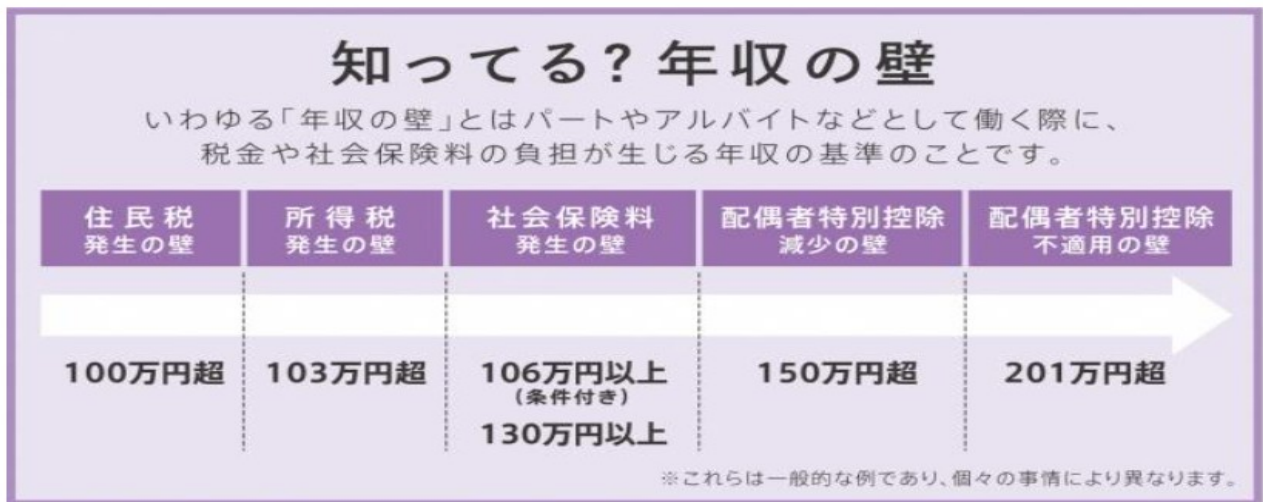 知ってる？年収の壁
いわゆる「年収の壁」とはパートやアルバイトなどとして働く際に、
税金や社会保険料の負担が生じる年収の基準のことです。
住民税
発生の壁
所得税
発生の壁
社会保険料
発生の壁
配偶者特別控除
減少の壁
配偶者特別控除
不適用の壁
100万円超
103万円超
106万円以上
（条件付き）
130万円以上
150万円超
201万円超
※これらは一般的な例であり、個々の事情により異なります。